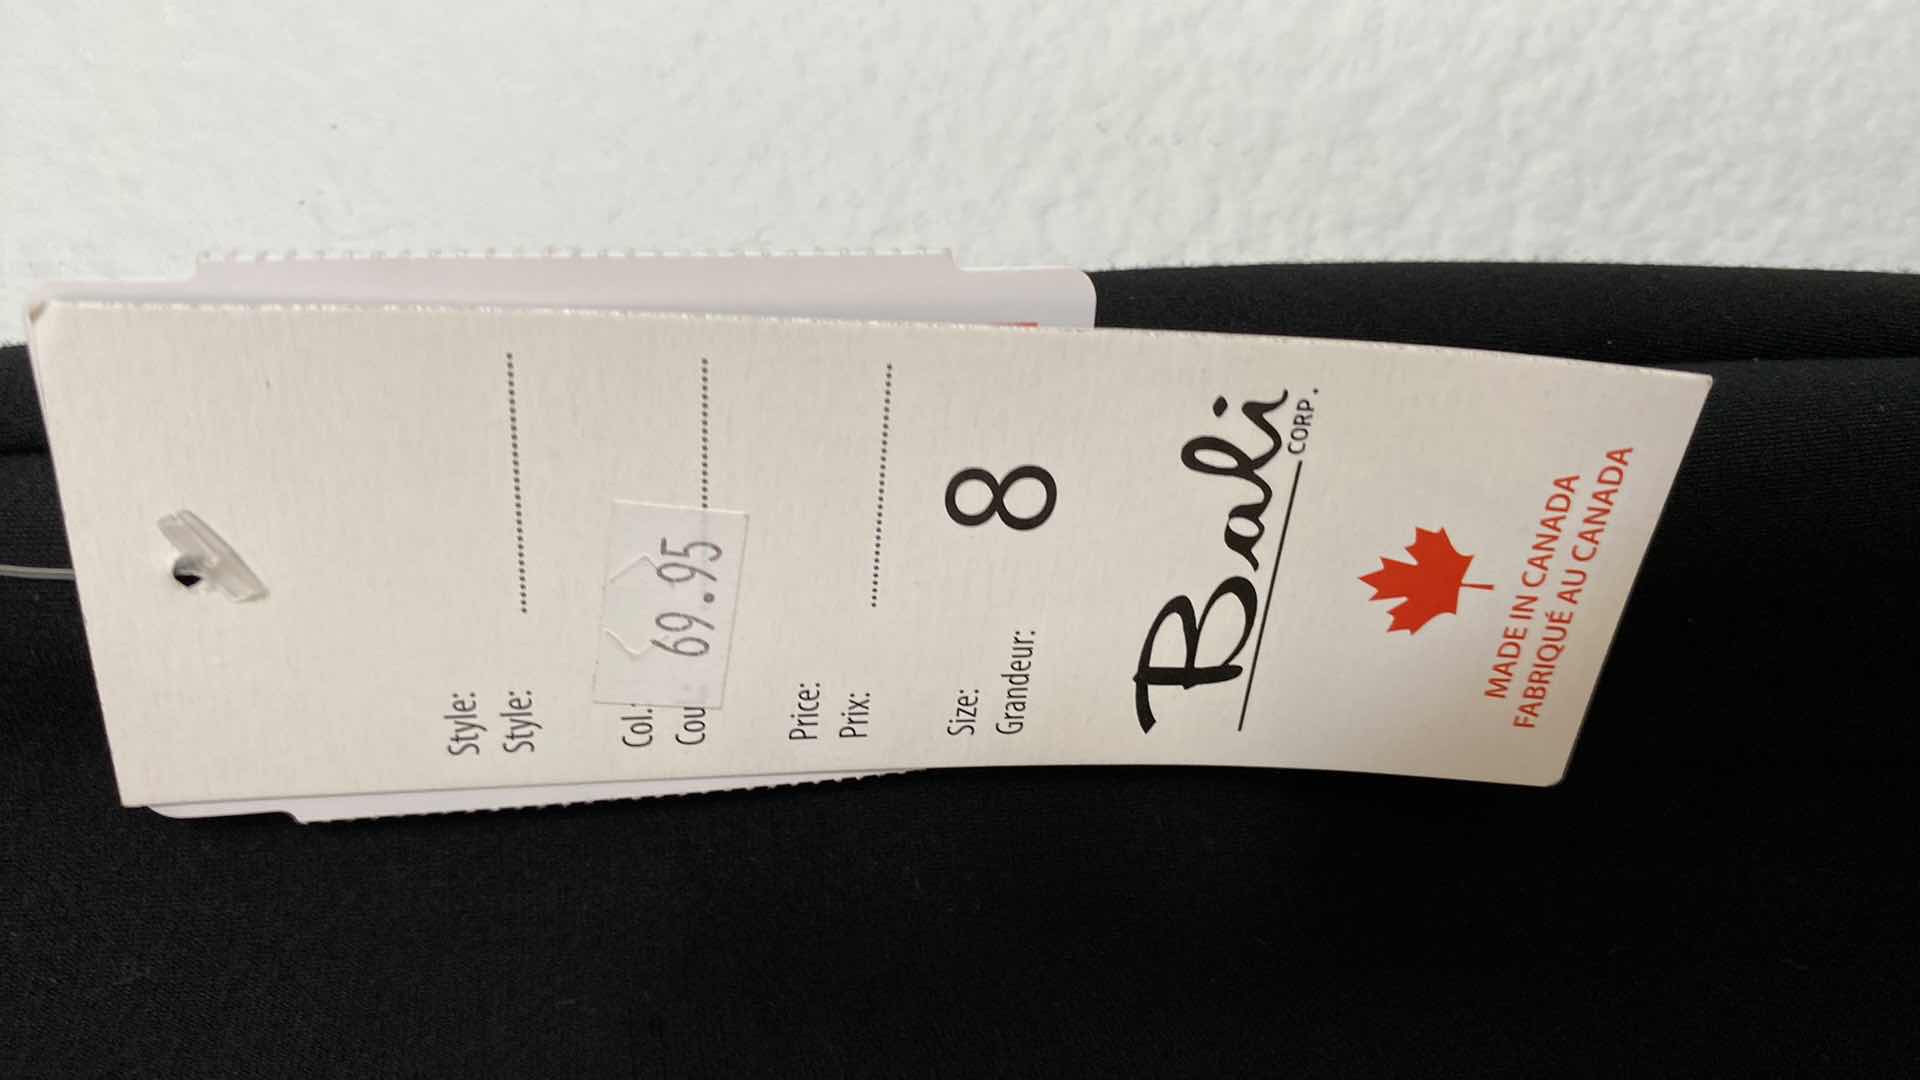 Style:
Style:
Col.:
Cou
69.95
Price:
Prix:
Size:
Grandeur:
8
Bali
CORP.
MADE IN CANADA
FABRIQUÉ AU CANADA